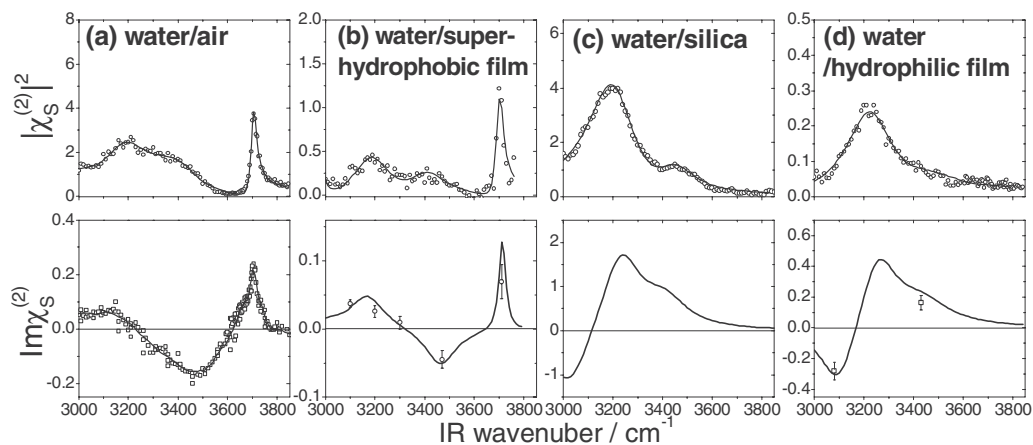 (a) water/air
(b) water/super-
hydrophobic film
(c) water/silica
(d) water
/hydrophilic film
|χS(2)|2
8
6
4
2
0
2.0
1.5
1.0
0.5
0.0
6
4
2
0
0.5
0.4
0.3
0.2
0.1
0.0
ImχS(2)
0.4
0.2
0.0
-0.2
0.1
0.0
-0.1
2
1
0
-1
0.6
0.4
0.2
0.0
-0.2
-0.4
3000 3200 3400 3600 3800
3000 3200 3400 3600 3800
3000 3200 3400 3600 3800
3000 3200 3400 3600 3800
IR wavenuber / cm-1